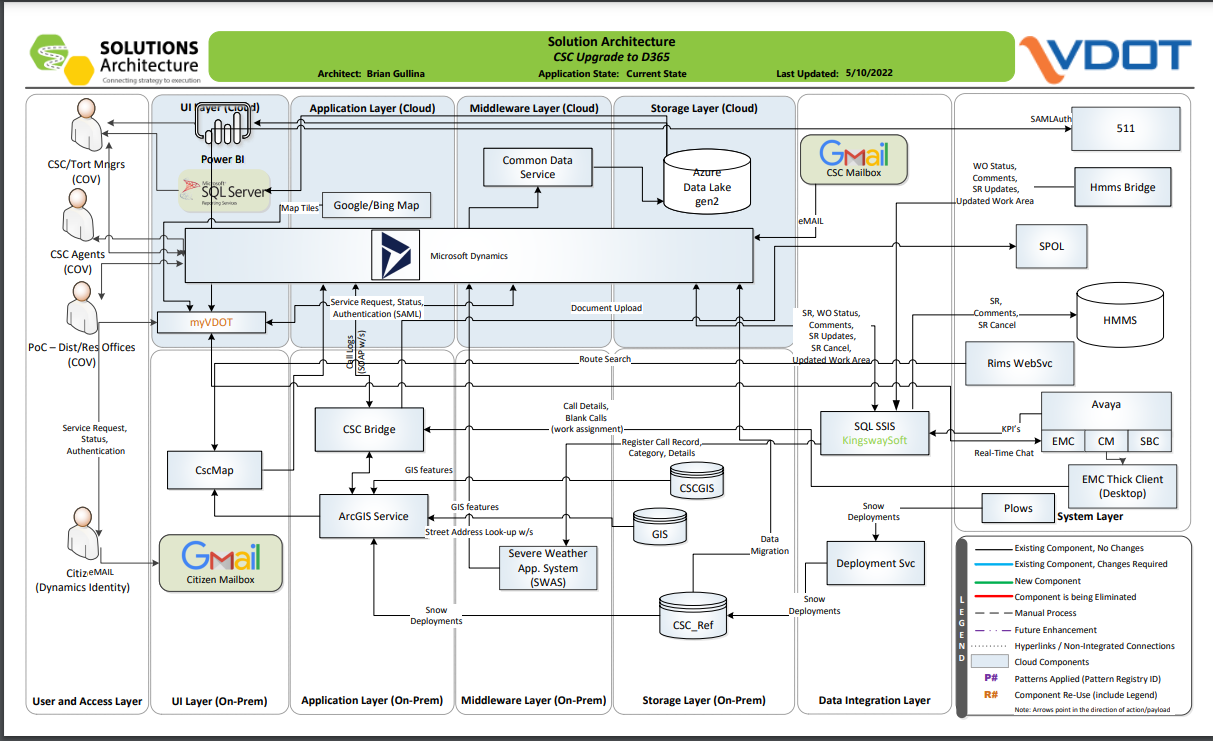 SOLUTIONS
Architecture
Connecting strategy to execution
Solution Architecture
CSC Upgrade to D365
Architect: Brian Gullina
Application State: Current State
Last Updated: 5/10/2022
VDOT
UI Layer (Cloud)
Application Layer (Cloud)
Middleware Layer (Cloud)
Storage Layer (Cloud)
CSC/Tort Mngrs
(COV)
Power BI
Microsoft
SQL Server
Reporting Services
"Map Tiles"
Google/Bing Map
Common Data
Service
Azure
Data Lake
gen2
Gmail
CSC Mailbox
eMAIL
SAMLAuth
511
WO Status,
Comments,
SR Updates,
Updated Work Area
Hmms Bridge
SPOL
CSC Agents
(COV)
Microsoft Dynamics
PoC – Dist/Res Offices
(COV)
myVDOT
Service Request, Status,
Authentication (SAML)
Document Upload
Call Logs
(SOAP w/s)
SR, WO Status,
Comments,
SR Updates,
SR Cancel,
Updated Work Area
SR,
Comments,
SR Cancel
HMMS
Route Search
Rims WebSvc
Service Request,
Status,
Authentication
CSC Bridge
Call Details,
Blank Calls
(work assignment)
Register Call Record,
Category, Details
SQL SSIS
KingswaySoft
KPI's
Real-Time Chat
Avaya
EMC
CM
SBC
EMC Thick Client
(Desktop)
CscMap
GIS features
CSCGIS
ArcGIS Service
GIS features
Street Address Look-up w/s
GIS
Snow
Deployments
Plows
System Layer
Data
Migration
Deployment Svc
Severe Weather
App. System
(SWAS)
Gmail
Citizen Mailbox
eMAIL
(Dynamics Identity)
Snow
Deployments
CSC_Ref
Snow
Deployments
User and Access Layer
UI Layer (On-Prem)
Application Layer (On-Prem)
Middleware Layer (On-Prem)
Storage Layer (On-Prem)
Data Integration Layer
LEGEND
Existing Component, No Changes
Existing Component, Changes Required
New Component
Component is being Eliminated
Manual Process
Future Enhancement
Hyperlinks / Non-Integrated Connections
Cloud Components
P# Patterns Applied (Pattern Registry ID)
R# Component Re-Use (include Legend)
Note: Arrows point in the direction of action/payload